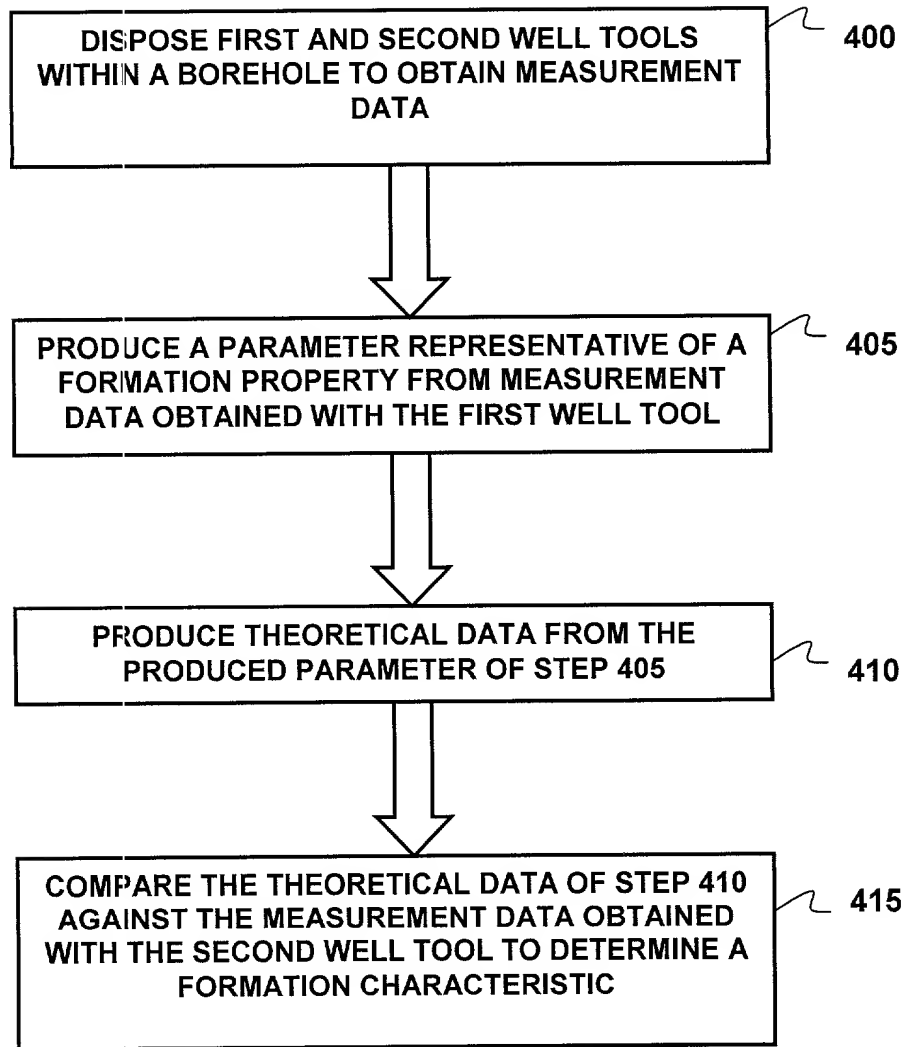 DISPOSE FIRST AND SECOND WELL TOOLS
WITHIN A BOREHOLE TO OBTAIN MEASUREMENT
DATA
400
PRODUCE A PARAMETER REPRESENTATIVE OF A
FORMATION PROPERTY FROM MEASUREMENT
DATA OBTAINED WITH THE FIRST WELL TOOL
405
PRODUCE THEORETICAL DATA FROM THE
PRODUCED PARAMETER OF STEP 405
410
COMPARE THE THEORETICAL DATA OF STEP 410
AGAINST THE MEASUREMENT DATA OBTAINED
WITH THE SECOND WELL TOOL TO DETERMINE A
FORMATION CHARACTERISTIC
415